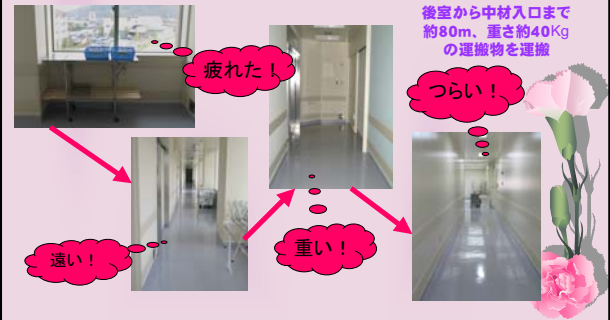 後室から中材入口まで
約80m、重さ約40Kg
の運搬物を運搬
疲れた！
つらい！
遠い！
重い！